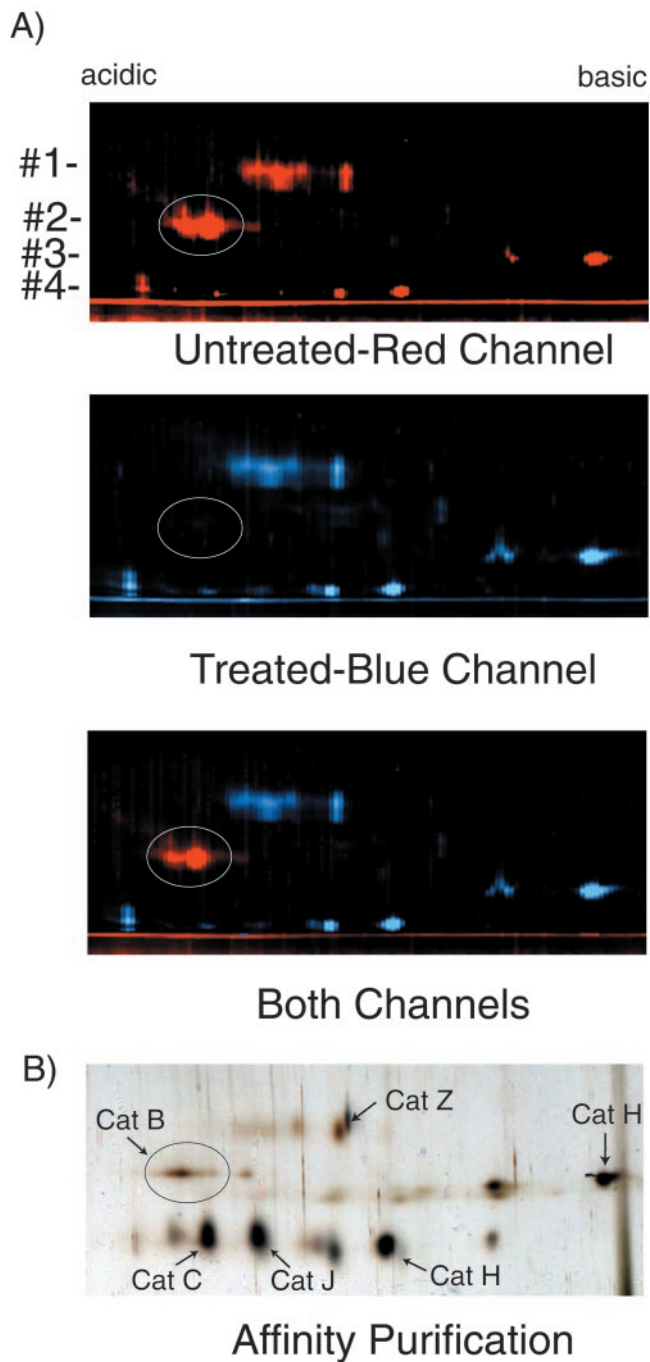 A)
acidic basic
#1-
#2-
#3-
#4-
Untreated-Red Channel
Treated-Blue Channel
Both Channels
B)
Cat B
Cat Z
Cat H
Cat C
Cat J
Cat H
Affinity Purification